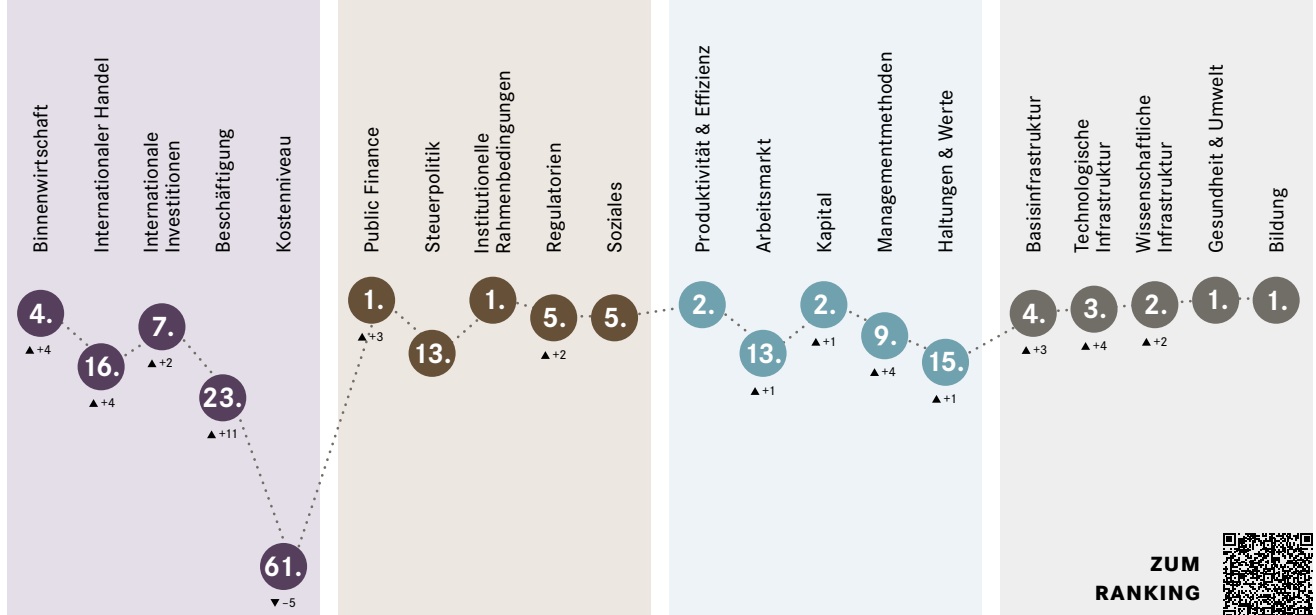 Binnenwirtschaft
Internationaler Handel
Internationale
Investitionen
Beschäftigung
Kostenniveau
Public Finance
Steuerpolitik
Institutionelle
Rahmenbedingungen
Regulatorien
Soziales
Produktivität & Effizienz
Arbeitsmarkt
Kapital
Managementmethoden
Haltungen & Werte
Basisinfrastruktur
Technologische
Infrastruktur
Wissenschaftliche
Infrastruktur
Gesundheit & Umwelt
Bildung
4.
▲+4
16.
▲+4
7.
▲+2
23.
▲+11
61.
▼−5
1.
▲+3
13.
1.
5.
▲+2
5.
2.
13.
▲+1
2.
▲+1
9.
▲+4
15.
▲+1
4.
▲+3
3.
▲+4
2.
▲+2
1.
1.
ZUM
RANKING